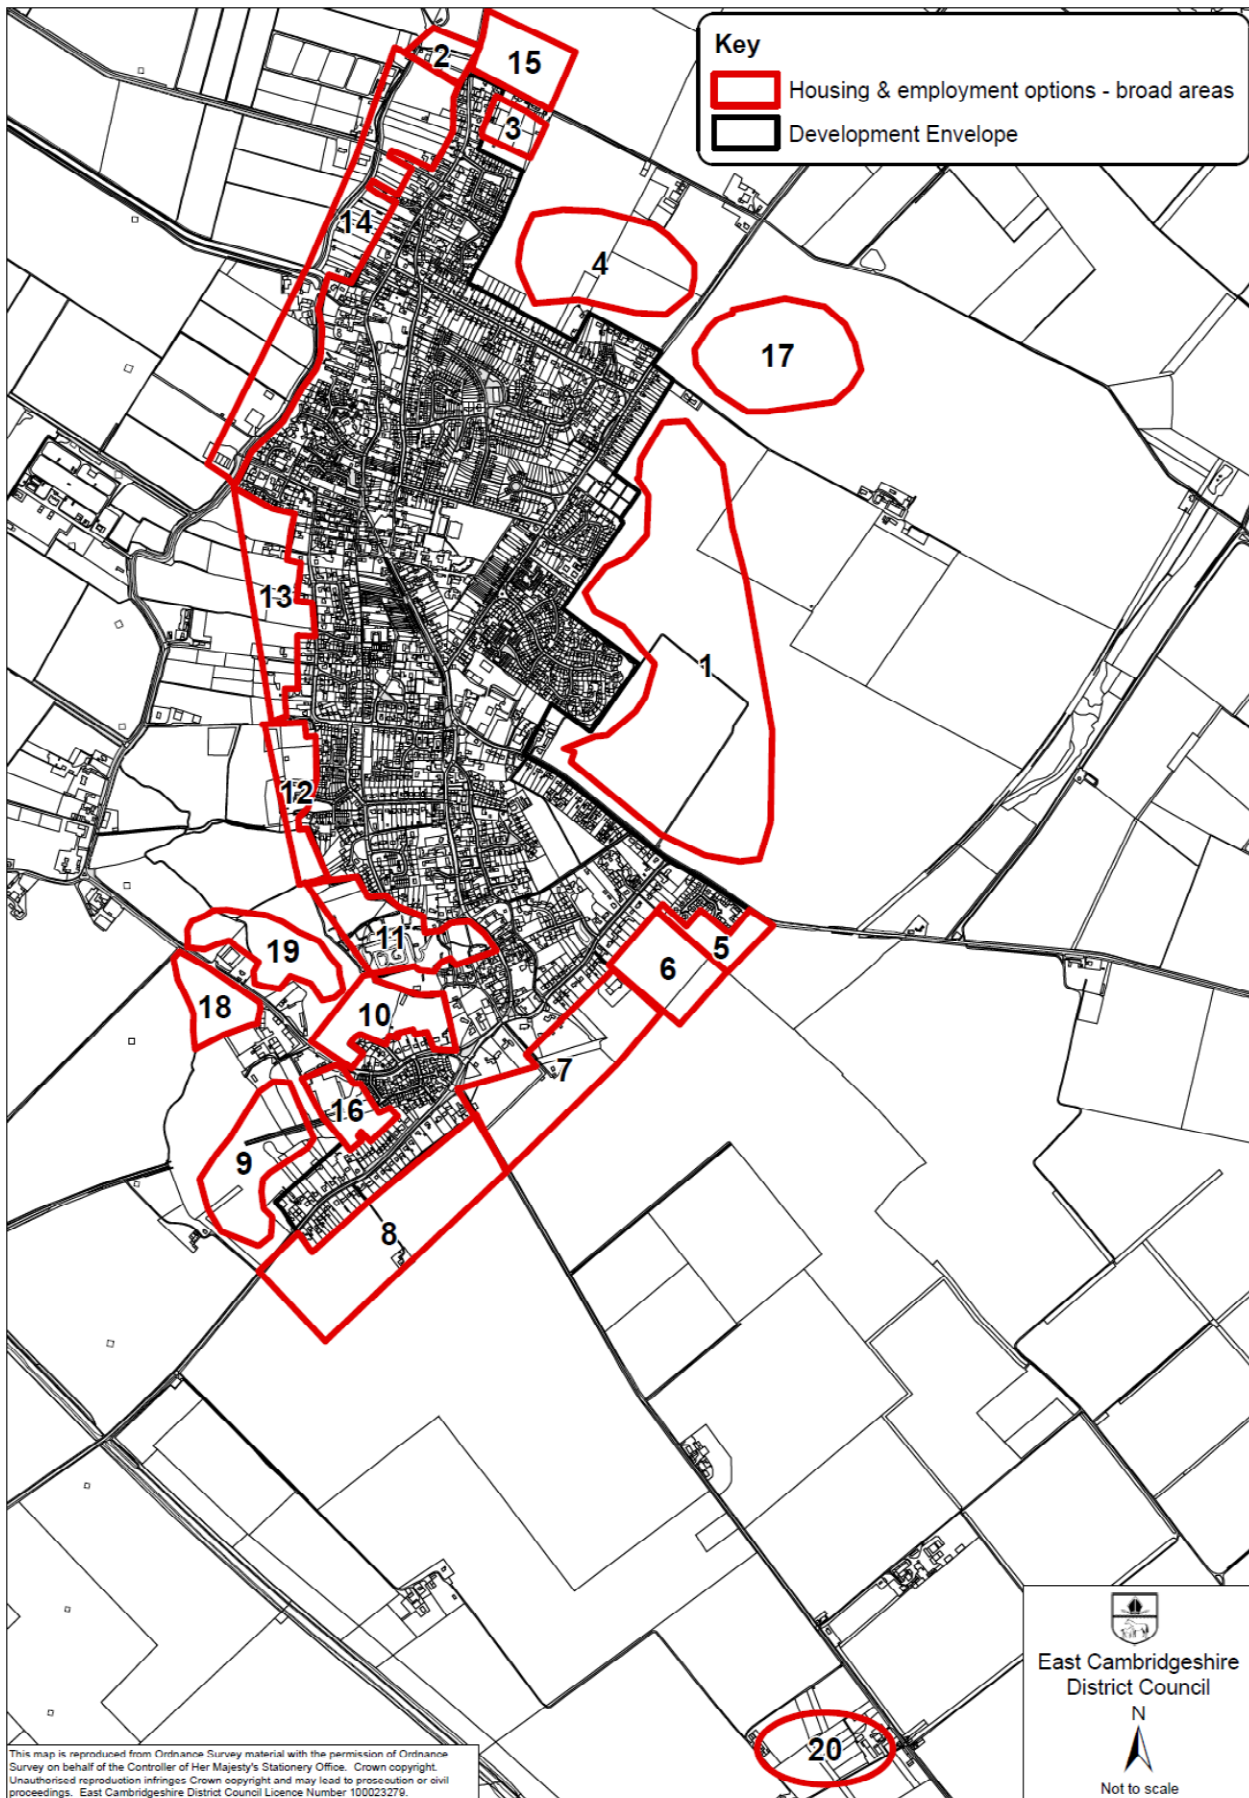 Key
Housing & employment options - broad areas
Development Envelope
2
15
3
14
4
17
13
1
12
11
5
6
19
18
10
7
16
9
8
20
East Cambridgeshire
District Council
N
Not to scale
This map is reproduced from Ordnance Survey material with the permission of Ordnance
Survey on behalf of the Controller of Her Majesty's Stationery Office. Crown copyright.
Unauthorised reproduction infringes Crown copyright and may lead to prosecution or civil
proceedings. East Cambridgeshire District Council Licence Number 100023279.